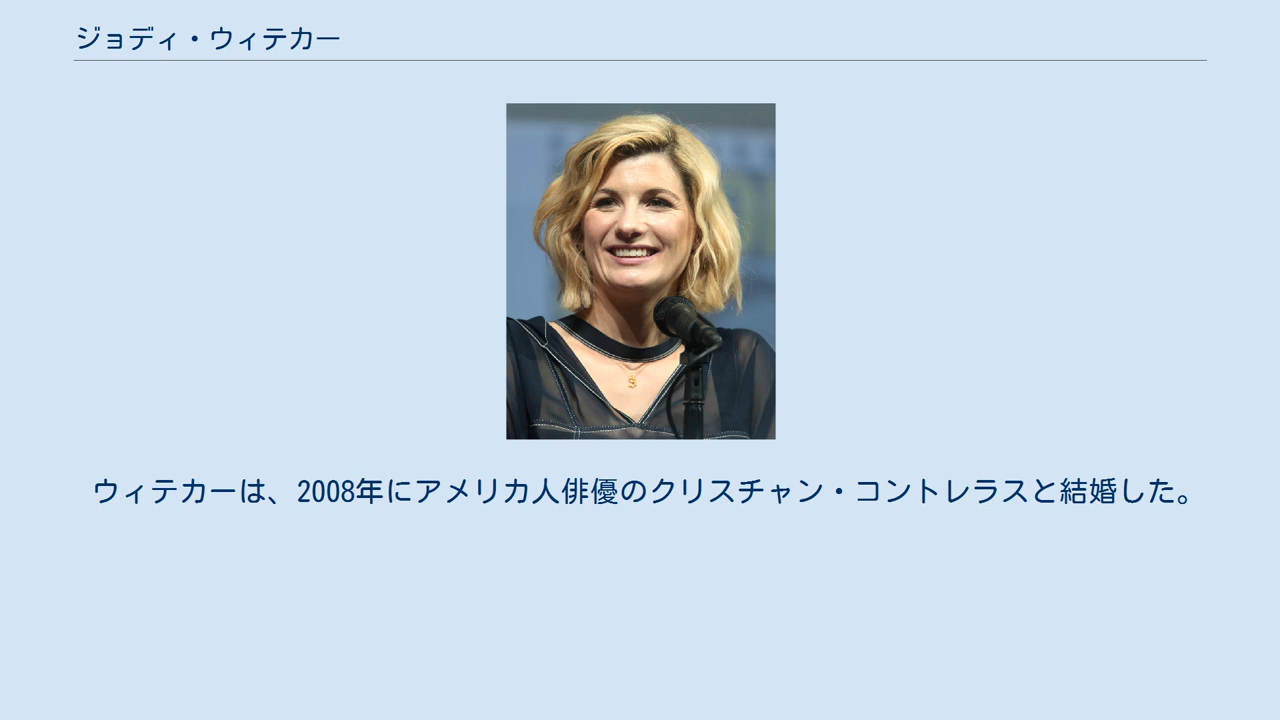 ジョディ・ウィテカー
ウィテカーは、2008年にアメリカ人俳優のクリスチャン・コントレラスと結婚した。